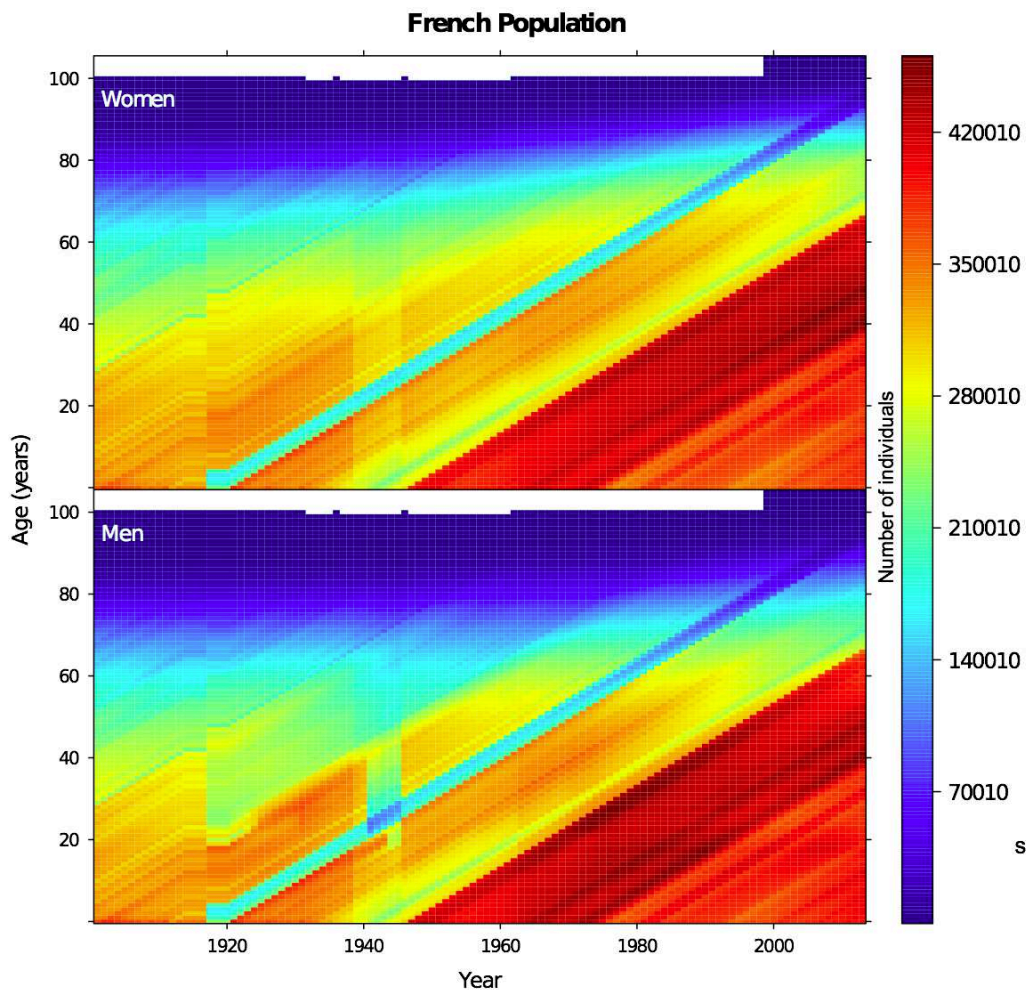 French Population
Women
100
80
60
40
20
Men
100
80
60
40
20
Age (years)
1920 1940 1960 1980 2000
Year
420010
350010
280010
210010
140010
70010
Number of individuals
s